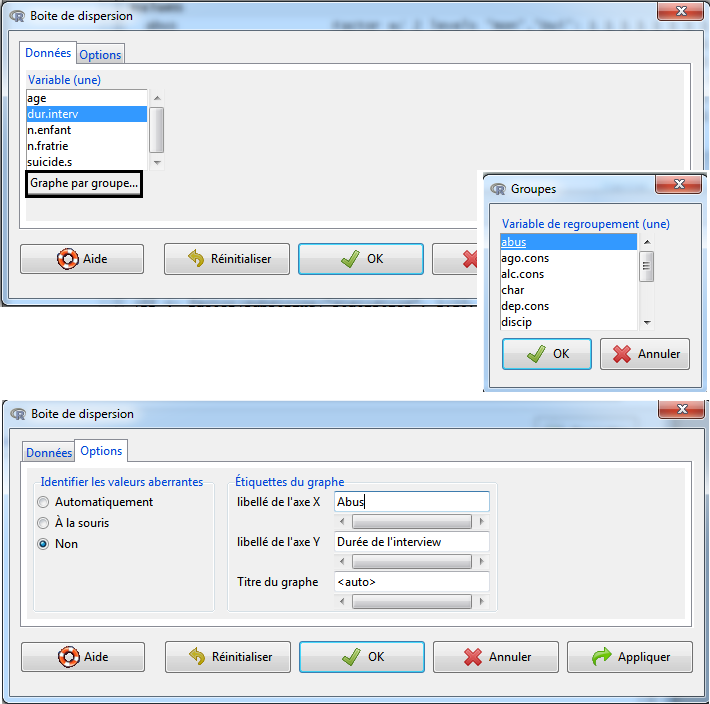 Boite de dispersion
Données
Options
Variable (une)
age
dur.interv
n.enfant
n.fratrie
suicide.s
Graphe par groupe...
Aide
Réinitialiser
OK
Groupes
Variable de regroupement (une)
abus
ago.cons
alc.cons
char
dep.cons
discip
OK
Annuler
Boite de dispersion
Données
Options
Identifier les valeurs aberrantes
Automatiquement
À la souris
Non
Étiquettes du graphe
libellé de l'axe X
Abus
libellé de l'axe Y
Durée de l'interview
Titre du graphe
<auto>
Aide
Réinitialiser
OK
Annuler
Appliquer